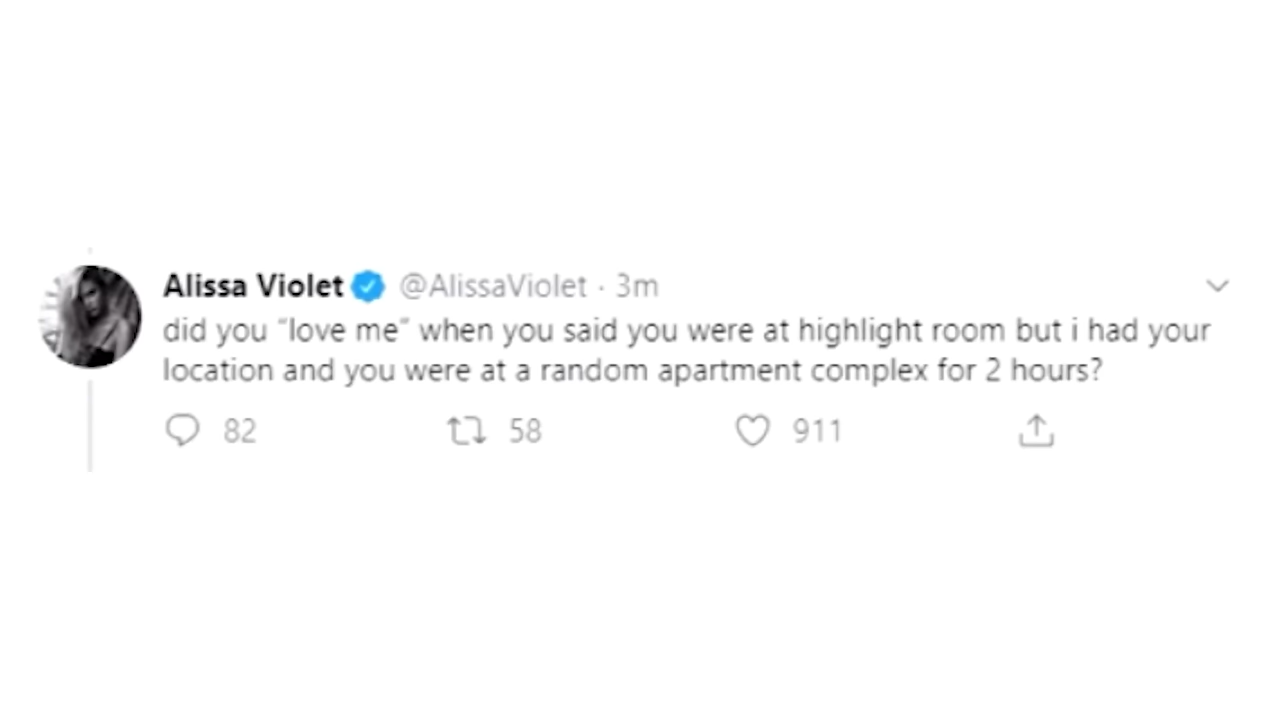 Alissa Violet @AlissaViolet · 3m
did you “love me” when you said you were at highlight room but i had your
location and you were at a random apartment complex for 2 hours?
82 58 911